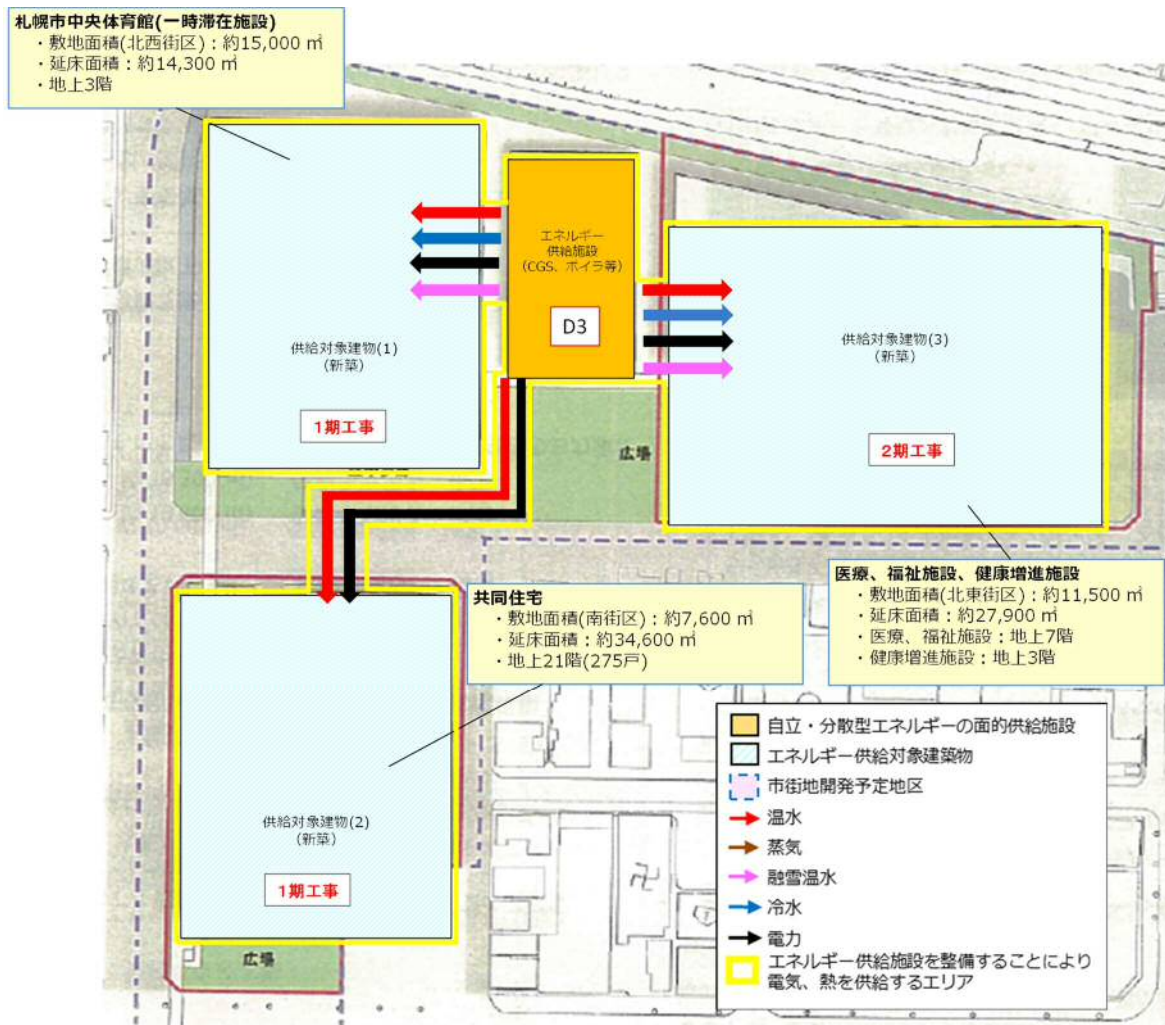 札幌市中央体育館(一時滞在施設)
・敷地面積(北西街区)：約15,000 ㎡
・延床面積：約14,300 ㎡
・地上3階
エネルギー
供給施設
(CGS、ボイラ等)
D3
供給対象建物(1)
(新築)
1期工事
供給対象建物(3)
(新築)
2期工事
広場
医療、福祉施設、健康増進施設
・敷地面積(北東街区)：約11,500 ㎡
・延床面積：約27,900 ㎡
・医療、福祉施設：地上7階
・健康増進施設：地上3階
共同住宅
・敷地面積(南街区)：約7,600 ㎡
・延床面積：約34,600 ㎡
・地上21階(275戸)
供給対象建物(2)
(新築)
1期工事
広場
自立・分散型エネルギーの面的供給施設
エネルギー供給対象建築物
市街地開発予定地区
温水
蒸気
融雪温水
冷水
電力
エネルギー供給施設を整備することにより
電気、熱を供給するエリア